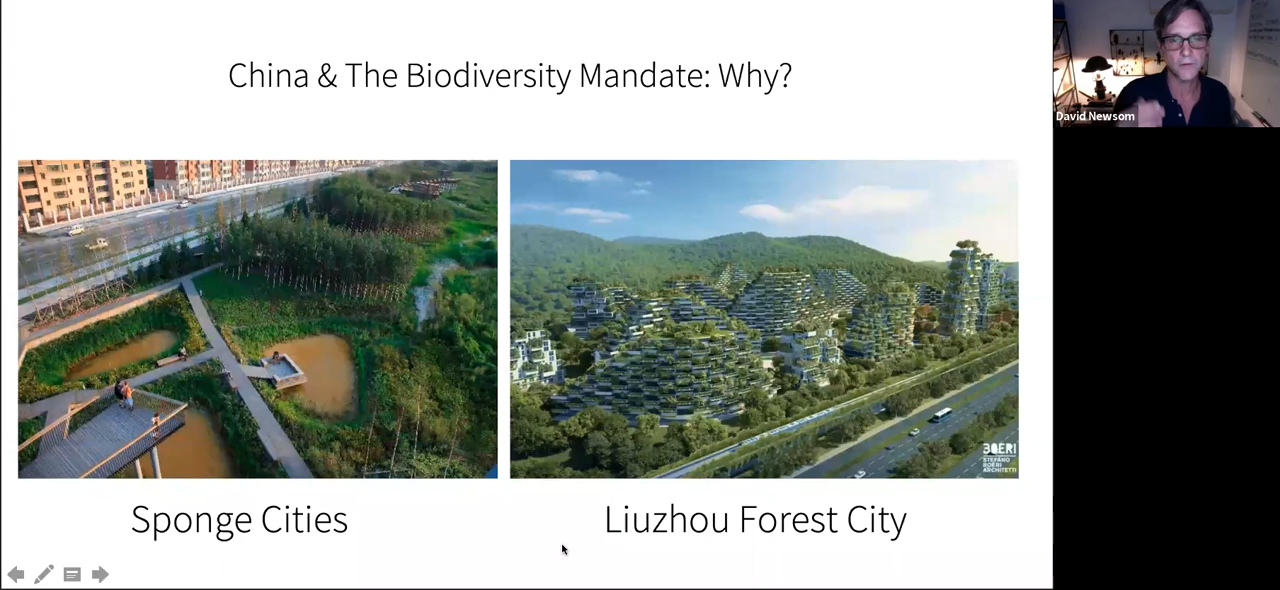 China & The Biodiversity Mandate: Why?
David Newsom
BOERI
STEFANO
BOERI
ARCHITETTI
Sponge Cities
Liuzhou Forest City